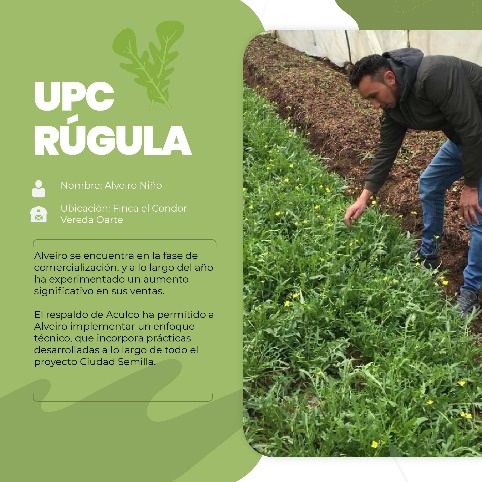 UPC
RÚGULA
Nombre: Alveiro Niño
Ubicación: Finca el Condor
Vereda Oarte
Alveiro se encuentra en la fase de
comercialización, y a lo largo del año
ha experimentado un aumento
significativo en sus ventas.
El respaldo de Aculco ha permitido a
Alveiro implementar un enfoque
técnico, que incorpora prácticas
desarrolladas a lo largo de todo el
proyecto Ciudad Semilla.